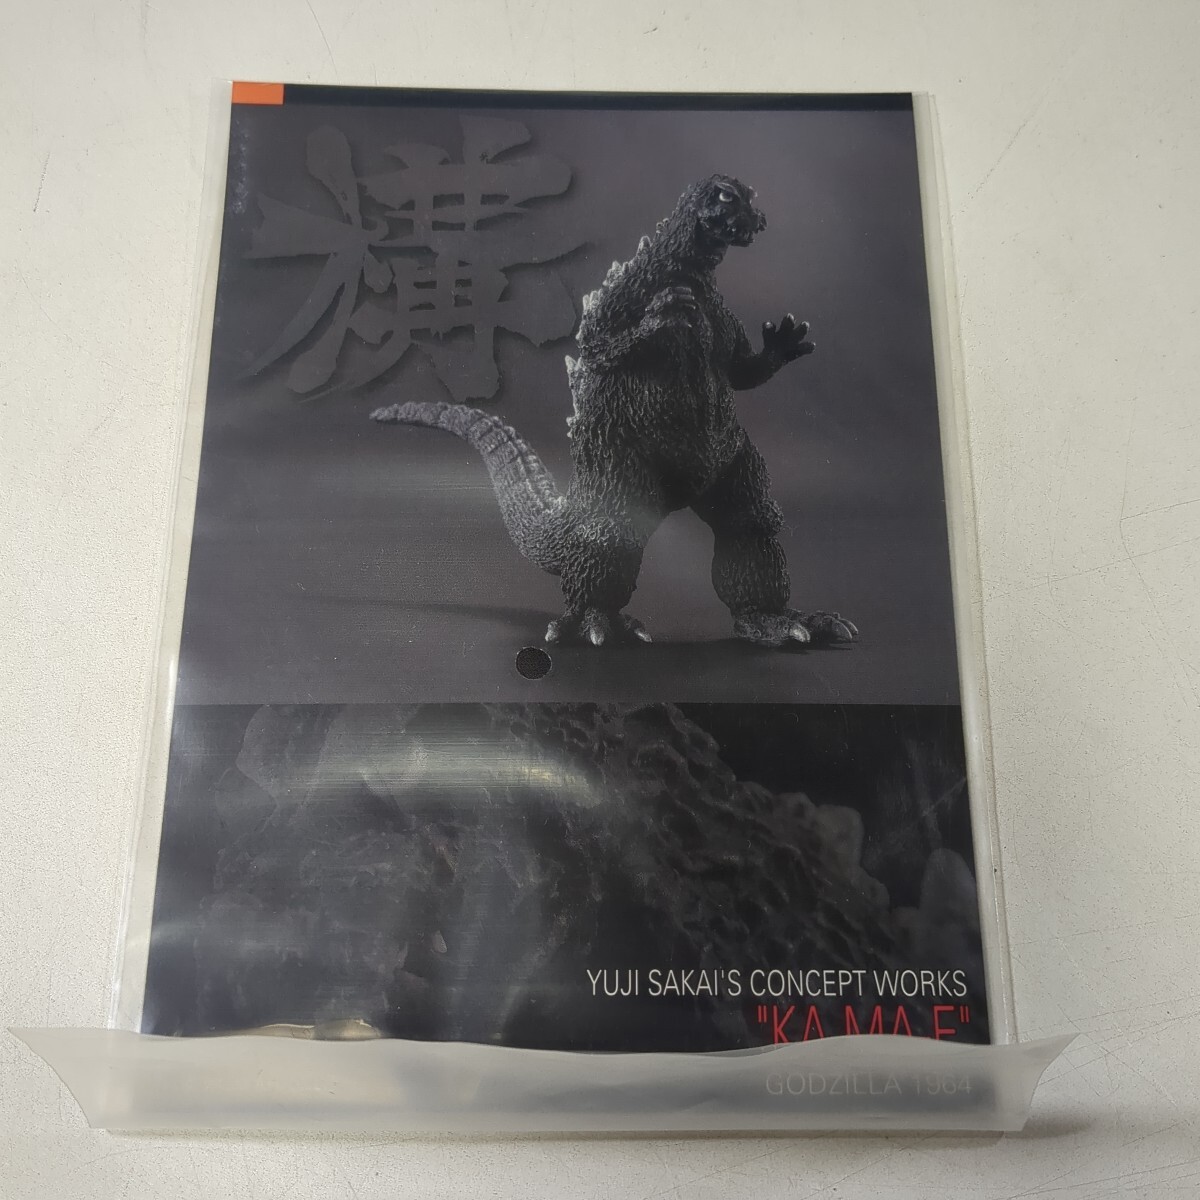 構
YUJI SAKAI'S CONCEPT WORKS
"KA.MA.E"
GODZILLA 1964